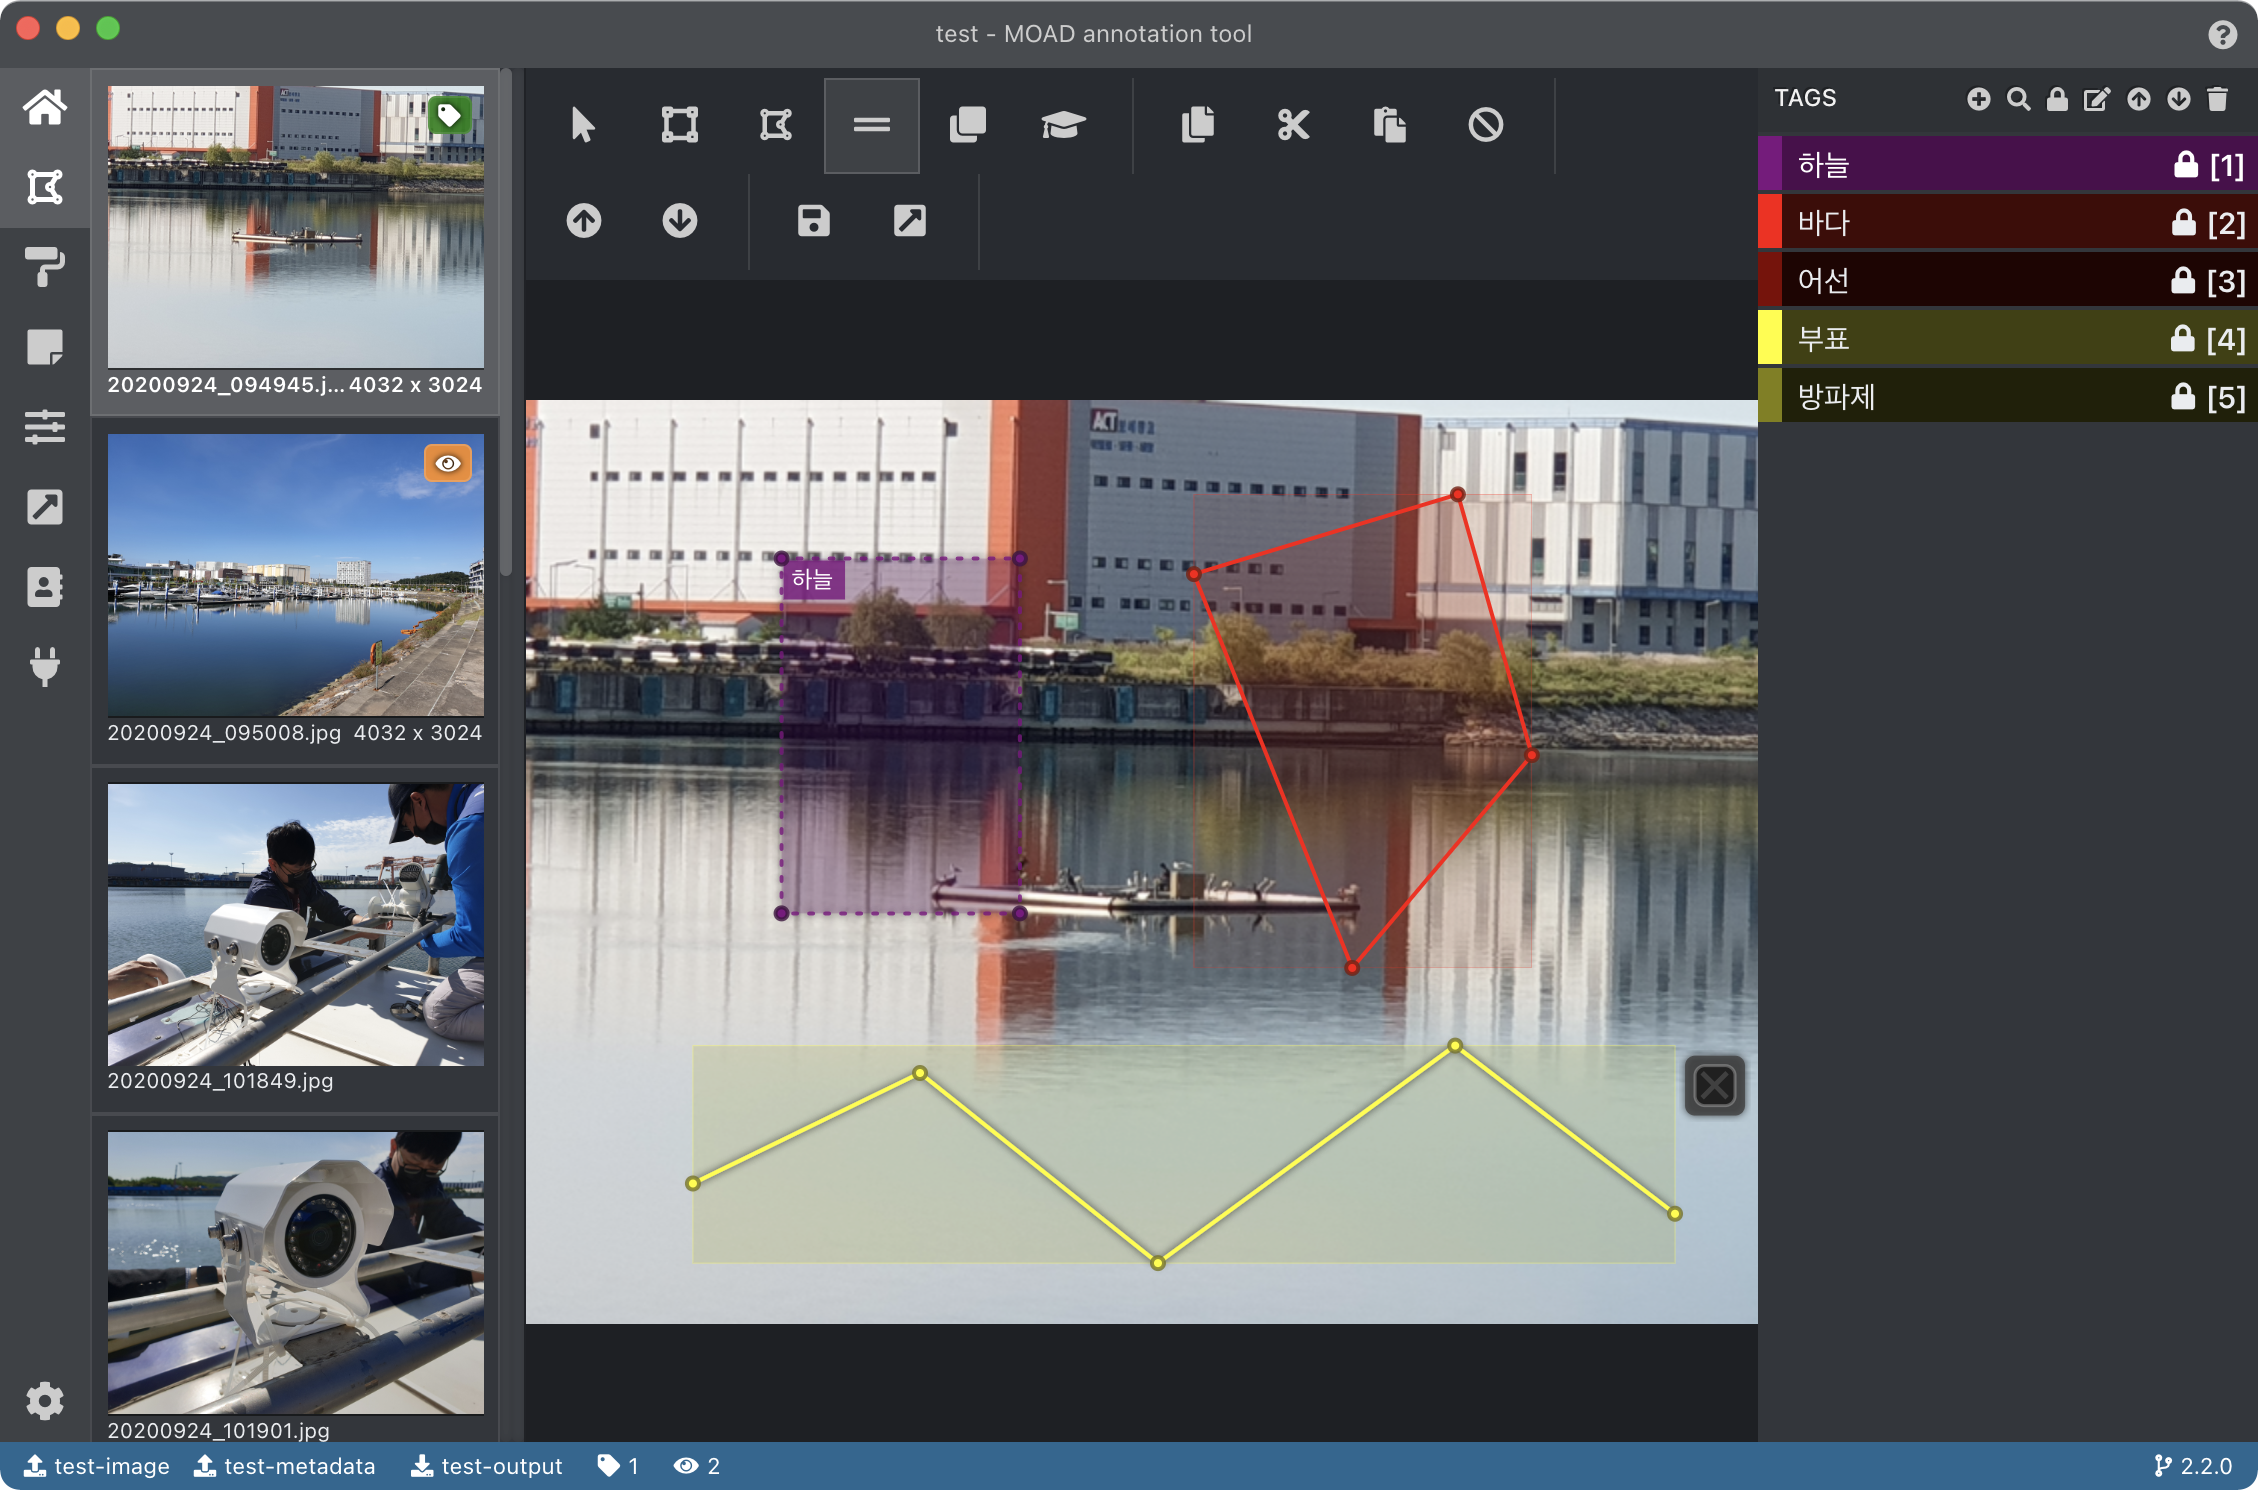 test - MOAD annotation tool
20200924_094945.j... 4032 x 3024
20200924_095008.jpg 4032 x 3024
20200924_101849.jpg
20200924_101901.jpg
ACT
하늘
TAGS
하늘 [1]
바다 [2]
어선 [3]
부표 [4]
방파제 [5]
test-image test-metadata test-output 1 2 2.2.0